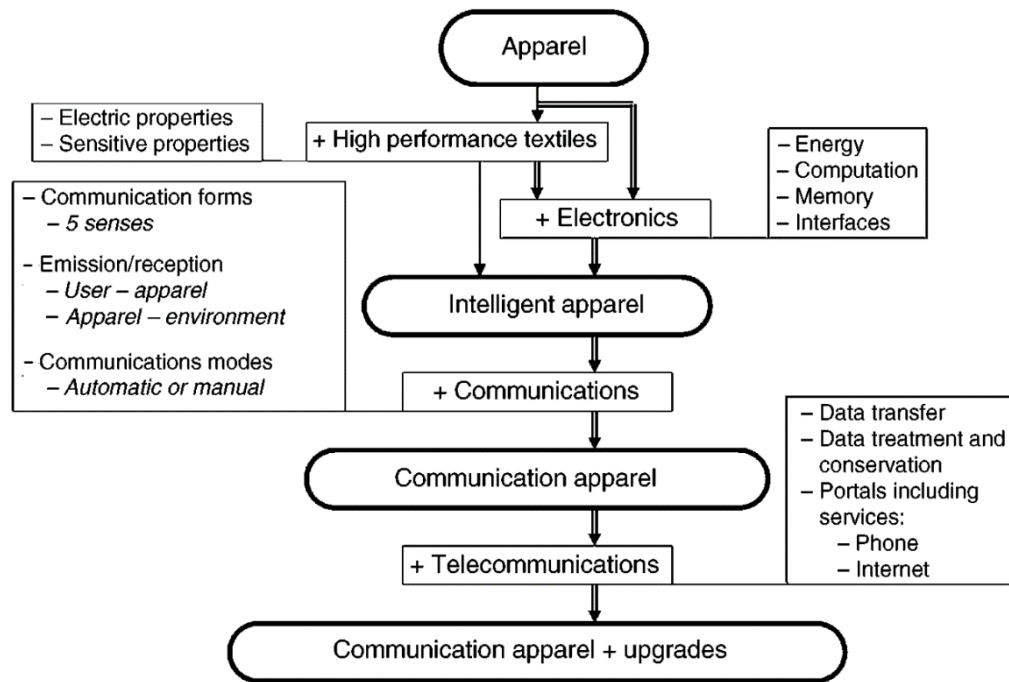 Apparel
– Electric properties
– Sensitive properties
+ High performance textiles
– Energy
– Computation
– Memory
– Interfaces
– Communication forms
– 5 senses
– Emission/reception
– User – apparel
– Apparel – environment
– Communications modes
– Automatic or manual
+ Electronics
Intelligent apparel
+ Communications
– Data transfer
– Data treatment and
conservation
– Portals including
services:
– Phone
– Internet
Communication apparel
+ Telecommunications
Communication apparel + upgrades